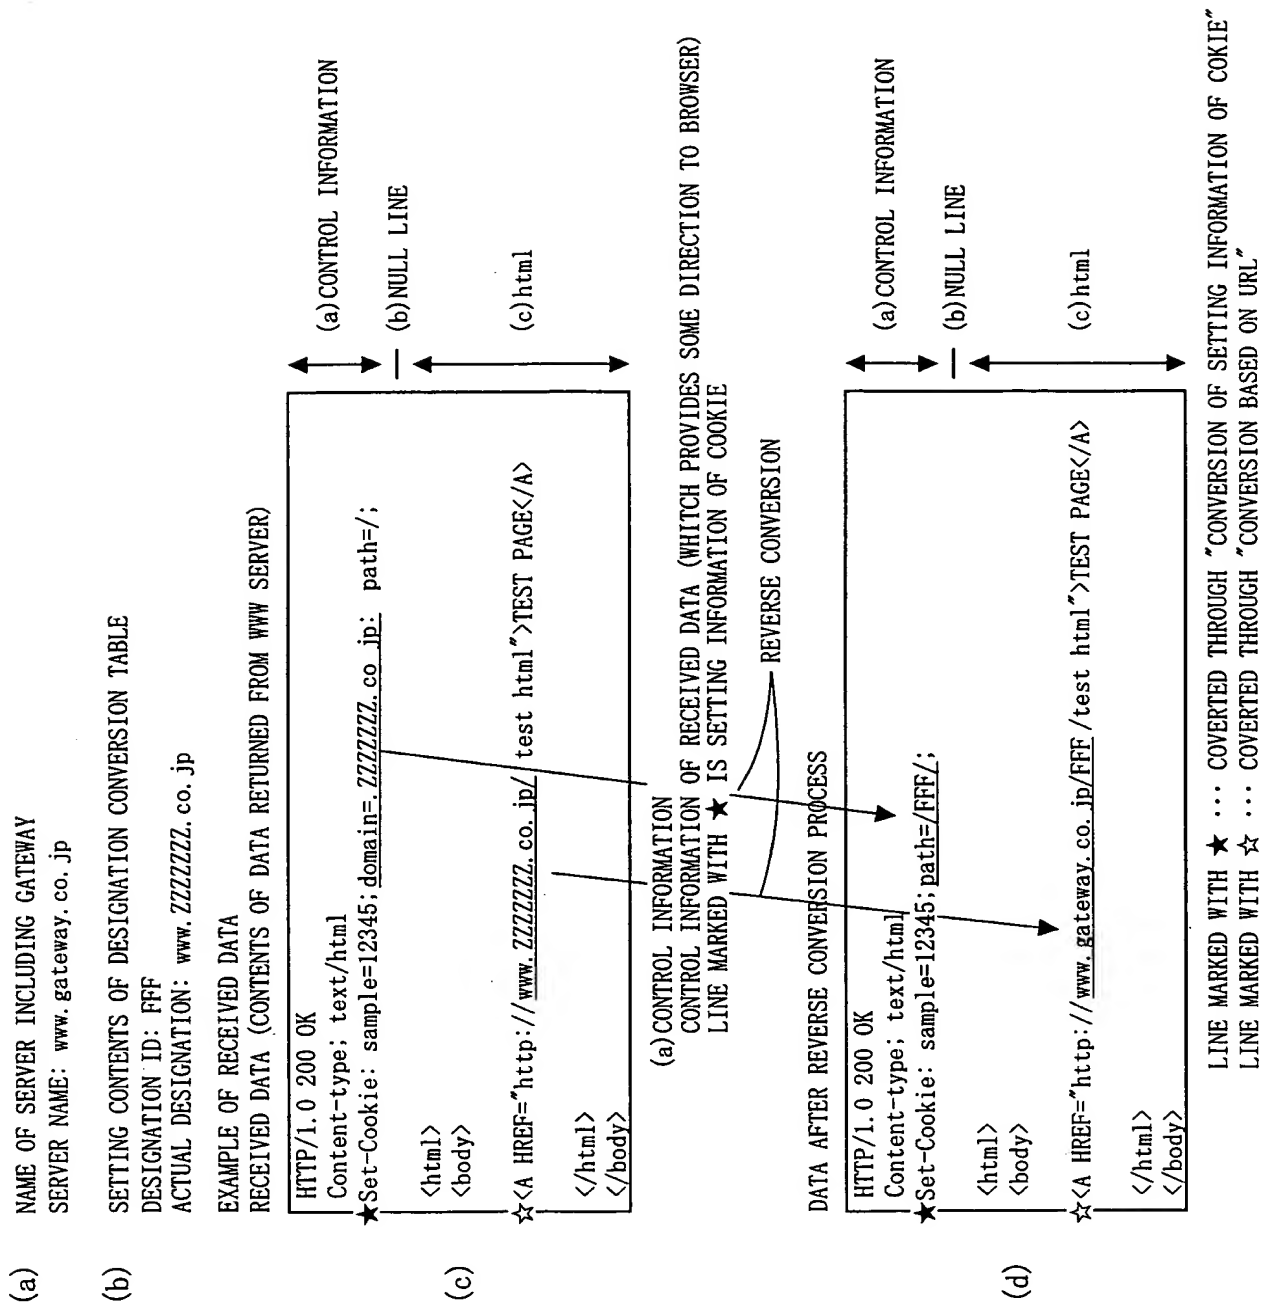 (a) NAME OF SERVER INCLUDING GATEWAY
SERVER NAME: www.gateway.co.jp
(b) SETTING CONTENTS OF DESIGNATION CONVERSION TABLE
DESIGNATION ID: FFF
ACTUAL DESIGNATION: www.ZZZZZZZ.co.jp
EXAMPLE OF RECEIVED DATA
RECEIVED DATA (CONTENTS OF DATA RETURNED FROM WWW SERVER)
(c)
HTTP/1.0 200 OK
Content-type; text/html
★Set-Cookie: sample=12345;domain=.ZZZZZZZ.co jp: path=/;
<html>
<body>
☆<A HREF="http://www.ZZZZZZZ.co.jp/ test html">TEST PAGE</A>
</html>
</body>
(a)CONTROL INFORMATION
(b)NULL LINE
(c)html
(a)CONTROL INFORMATION
CONTROL INFORMATION OF RECEIVED DATA (WHITCH PROVIDES SOME DIRECTION TO BROWSER)
LINE MARKED WITH ★ IS SETTING INFORMATION OF COOKIE
REVERSE CONVERSION
DATA AFTER REVERSE CONVERSION PROCESS
(d)
HTTP/1.0 200 OK
Content-type; text/html
★Set-Cookie: sample=12345;path=/FFF/;
<html>
<body>
☆<A HREF="http://www.gateway.co.jp/FFF/test html">TEST PAGE</A>
</html>
</body>
(a)CONTROL INFORMATION
(b)NULL LINE
(c)html
LINE MARKED WITH ★ ··· COVERTED THROUGH "CONVERSION OF SETTING INFORMATION OF COKIE"
LINE MARKED WITH ☆ ··· COVERTED THROUGH "CONVERSION BASED ON URL"